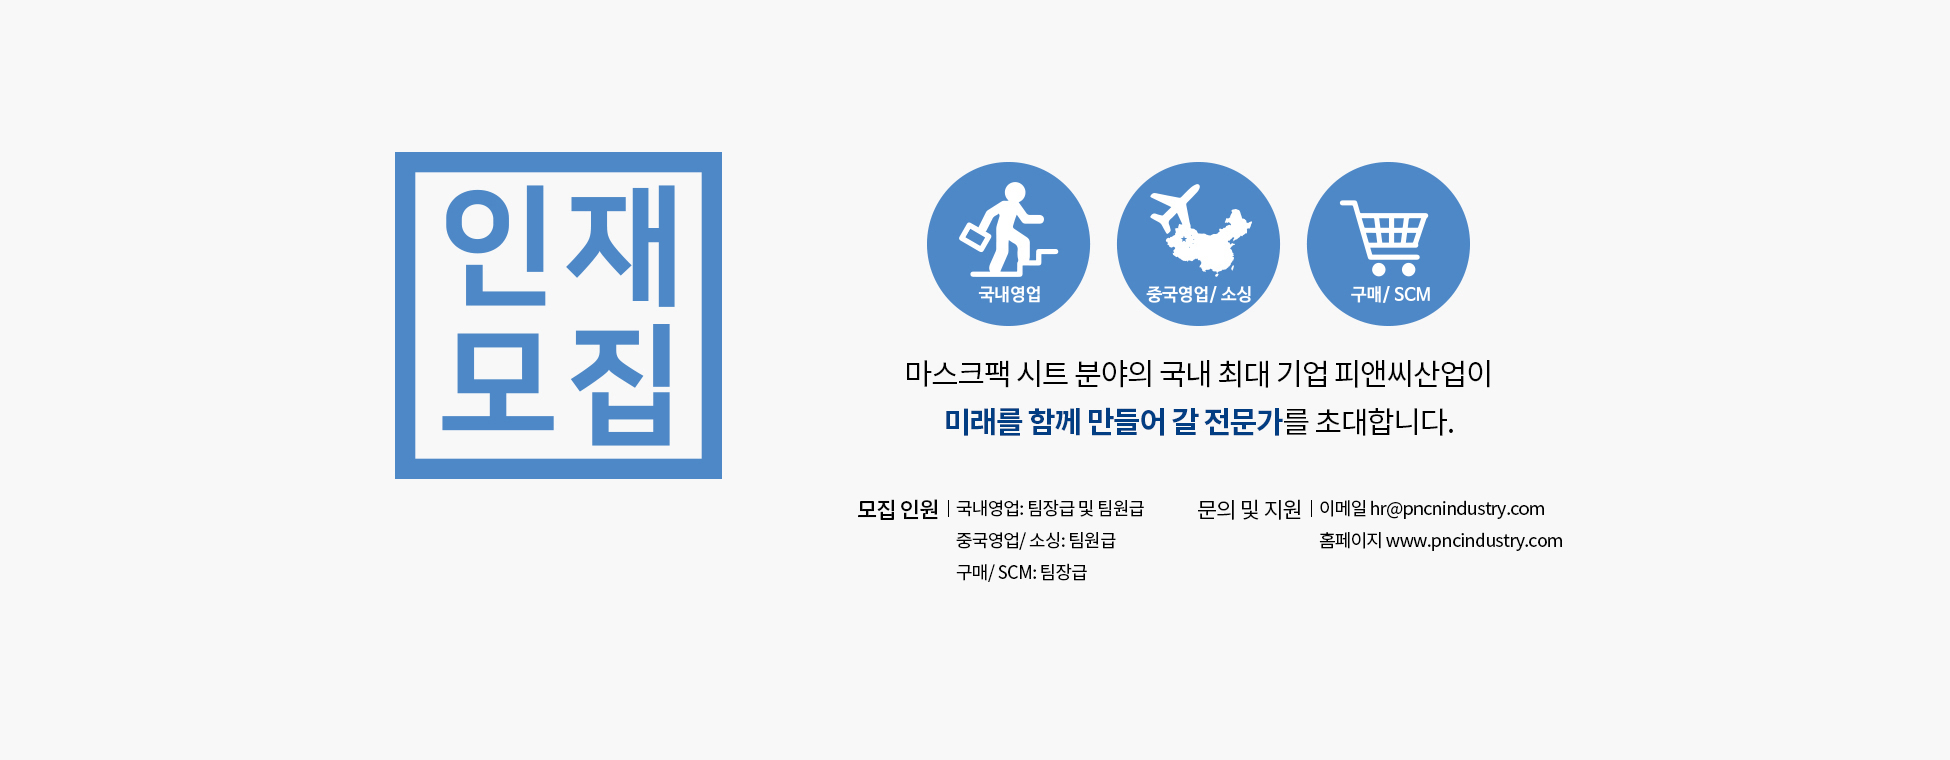 인재
모집
국내영업
중국영업/ 소싱
구매/ SCM
마스크팩 시트 분야의 국내 최대 기업 피앤씨산업이
미래를 함께 만들어 갈 전문가를 초대합니다.
모집 인원 | 국내영업: 팀장급 및 팀원급
중국영업/ 소싱: 팀원급
구매/ SCM: 팀장급
문의 및 지원 | 이메일 hr@pncnindustry.com
홈페이지 www.pncindustry.com